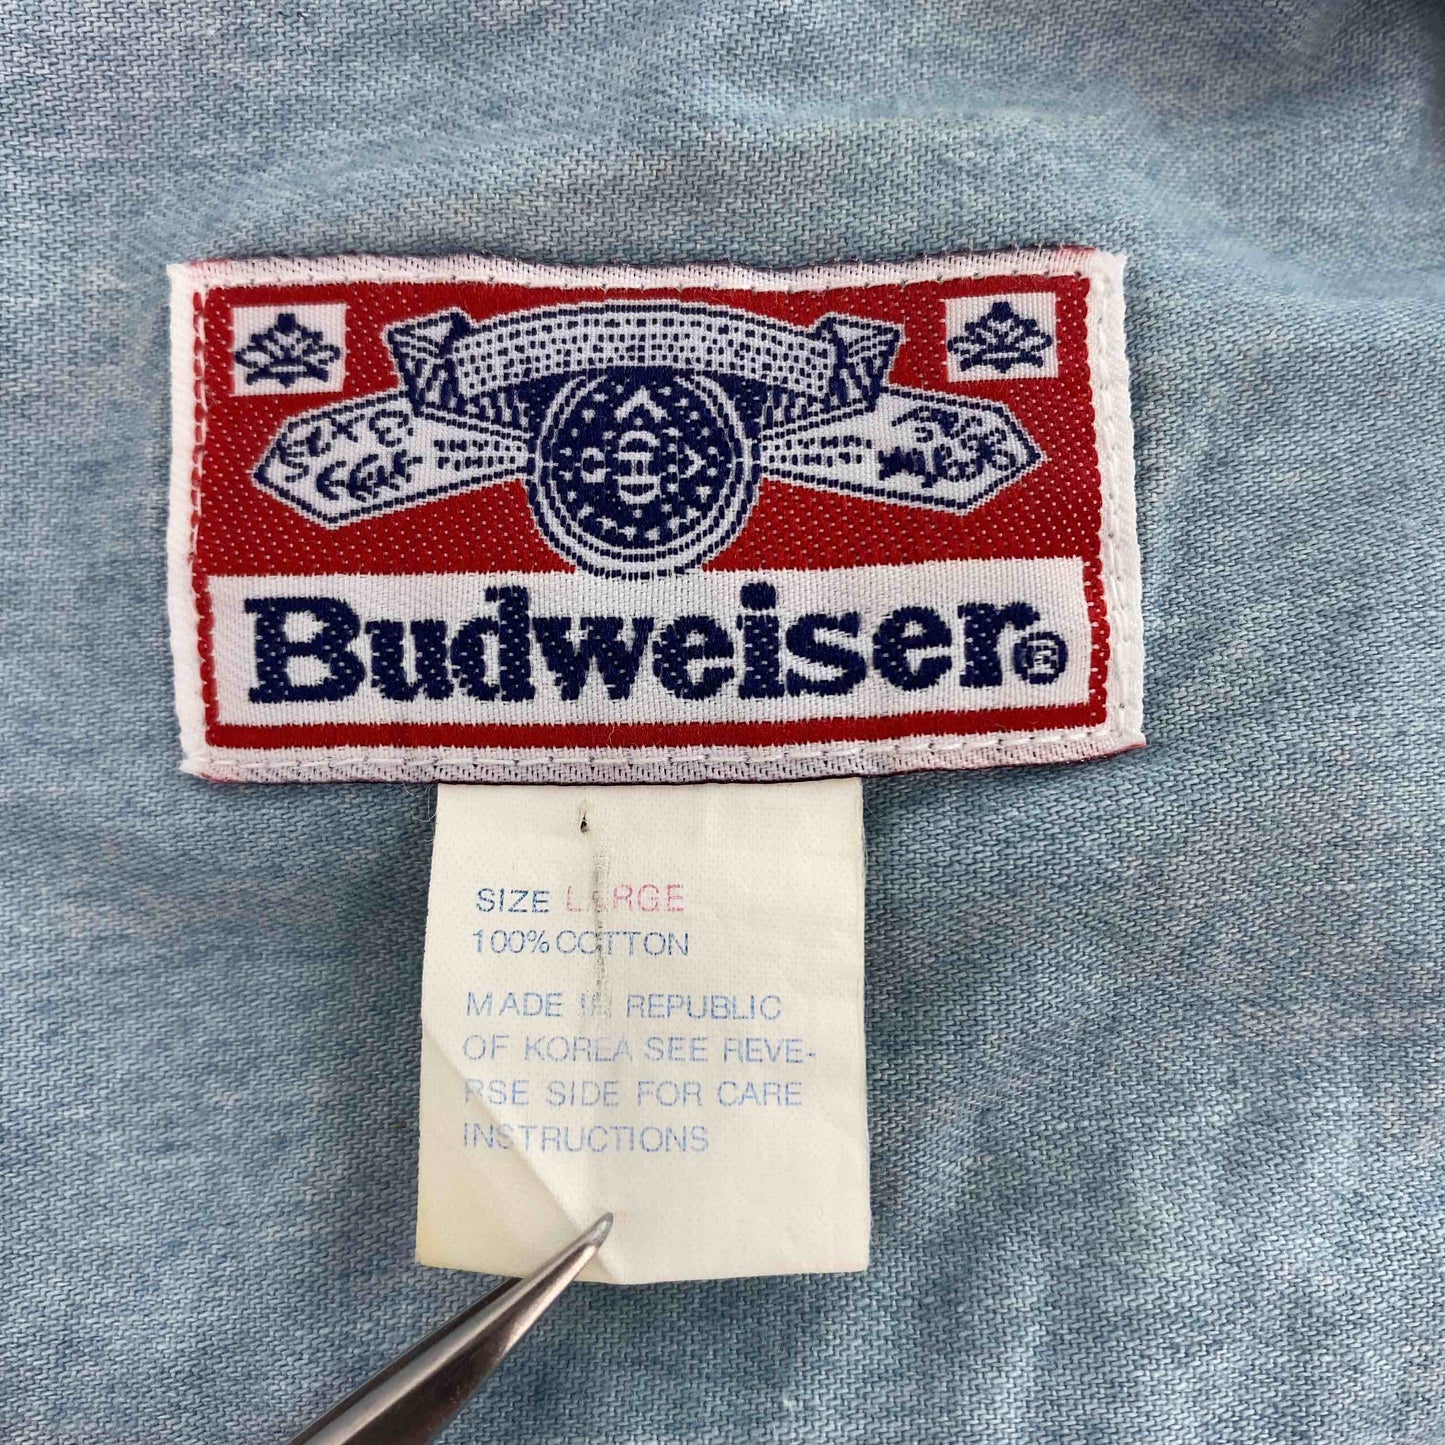 Budweiser®
SIZE LARGE
100% COTTON
MADE IN REPUBLIC
OF KOREA SEE REVE-
RSE SIDE FOR CARE
INSTRUCTIONS